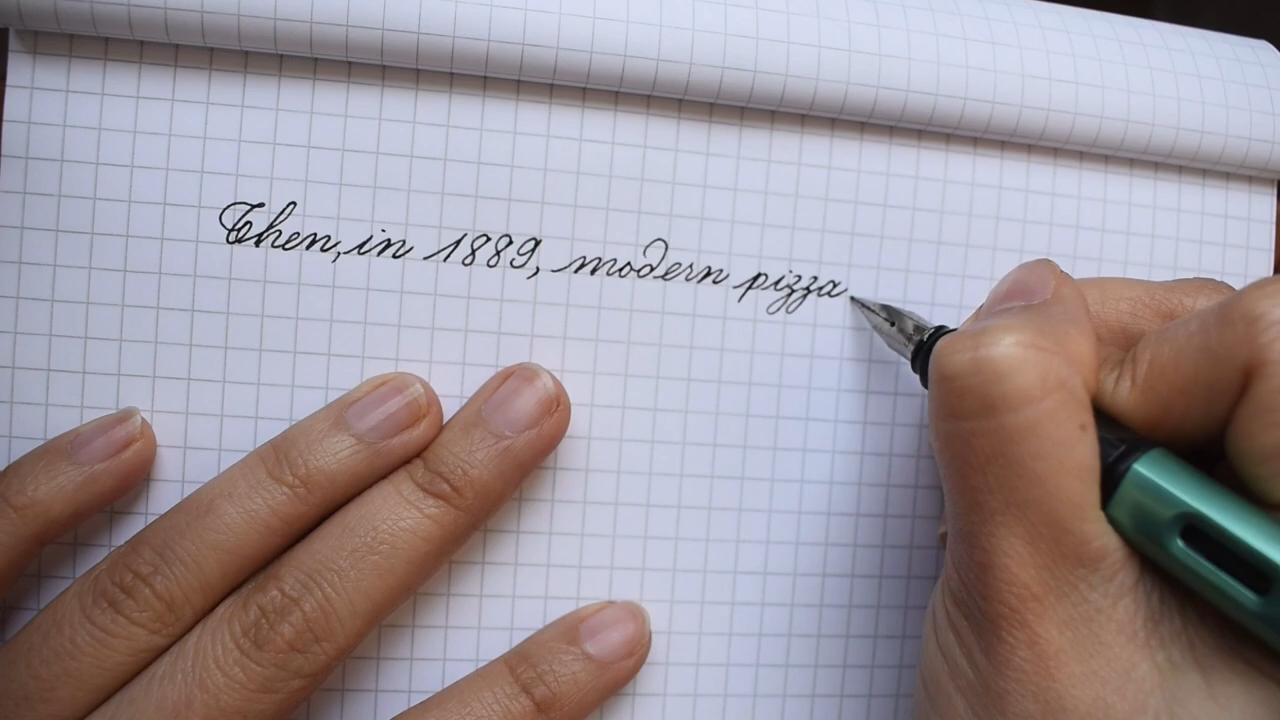 Then, in 1889, modern pizza